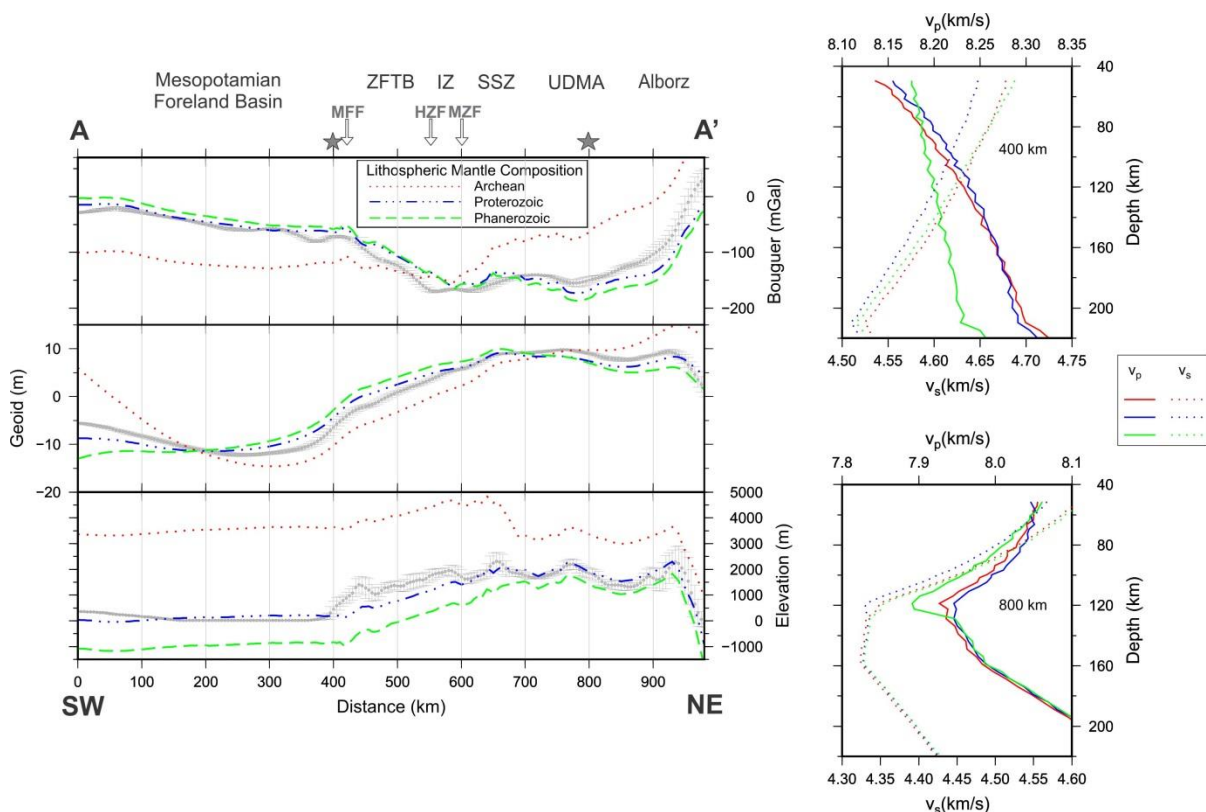 Mesopotamian
Foreland Basin
ZFTB IZ SSZ UDMA Alborz
MFF HZF MZF
A A'
Lithospheric Mantle Composition
Archean
Proterozoic
Phanerozoic
0
-100
-200
Bouguer (mGal)
10
0
-10
-20
Geoid (m)
5000
4000
3000
2000
1000
0
-1000
Elevation (m)
0 100 200 300 400 500 600 700 800 900
SW Distance (km) NE
vp(km/s)
8.10 8.15 8.20 8.25 8.30 8.35
40
80
120
160
200
Depth (km)
400 km
4.50 4.55 4.60 4.65 4.70 4.75
vs(km/s)
vp vs
vp(km/s)
7.8 7.9 8.0 8.1
40
80
120
160
200
Depth (km)
800 km
4.30 4.35 4.40 4.45 4.50 4.55 4.60
vs(km/s)